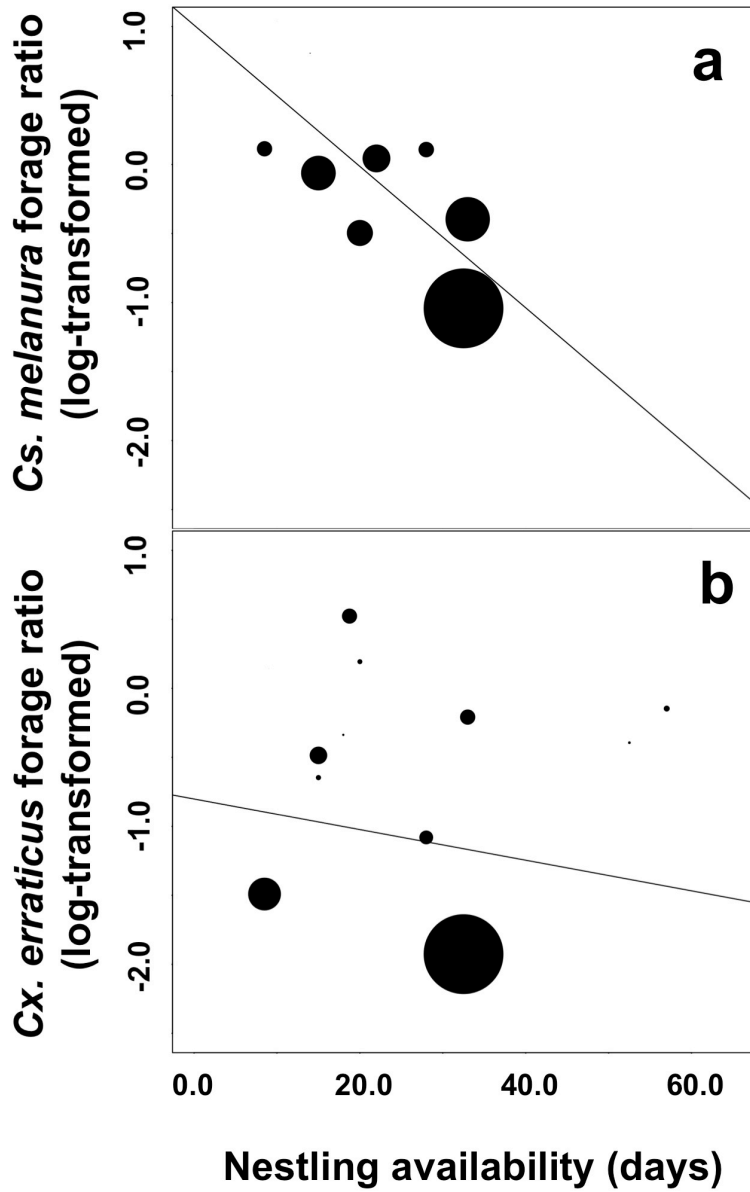 Cs. melanura forage ratio
(log-transformed)
1.0
0.0
-1.0
-2.0
a
Cx. erraticus forage ratio
(log-transformed)
1.0
0.0
-1.0
-2.0
b
0.0 20.0 40.0 60.0
Nestling availability (days)